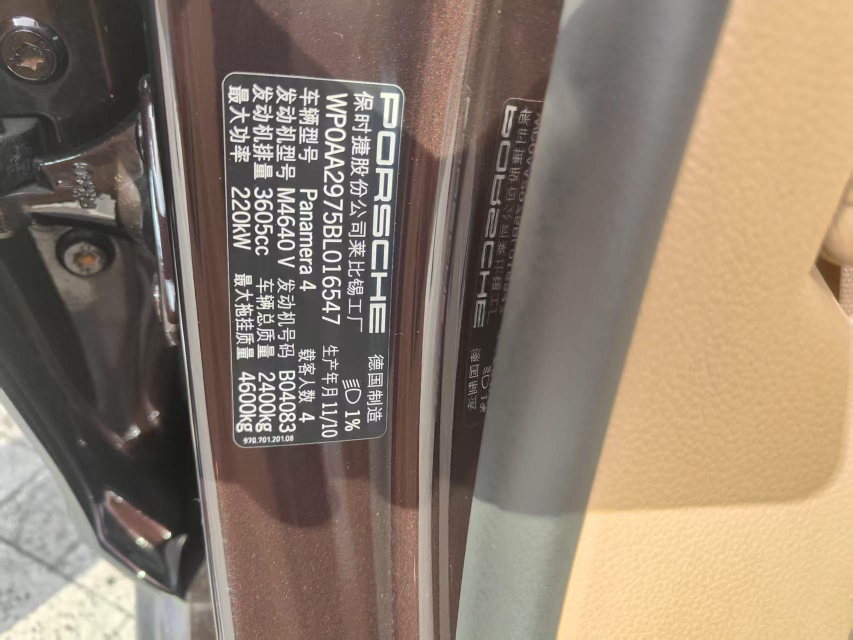 PORSCHE 德国制造
保时捷股份公司莱比锡工厂 1%
WP0AA2975BL016547 生产年月 11/10
车辆型号 Panamera 4 载客人数 4
发动机型号 M4640 V 发动机号码 B04083
发动机排量 3605cc 车辆总质量 2400kg
最大功率 220kW 最大拖挂质量 4600kg
970.701.201.08